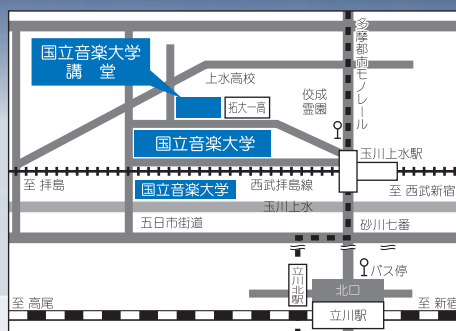 国立音楽大学
講 堂
上水高校
多摩都市モノレール
佼成
霊園
拓大一高
国立音楽大学
玉川上水駅
至 拝島
国立音楽大学
西武拝島線
至 西武新宿
玉川上水
五日市街道
砂川七番
立川北駅
バス停
北口
至 高尾
至 新宿
立川駅